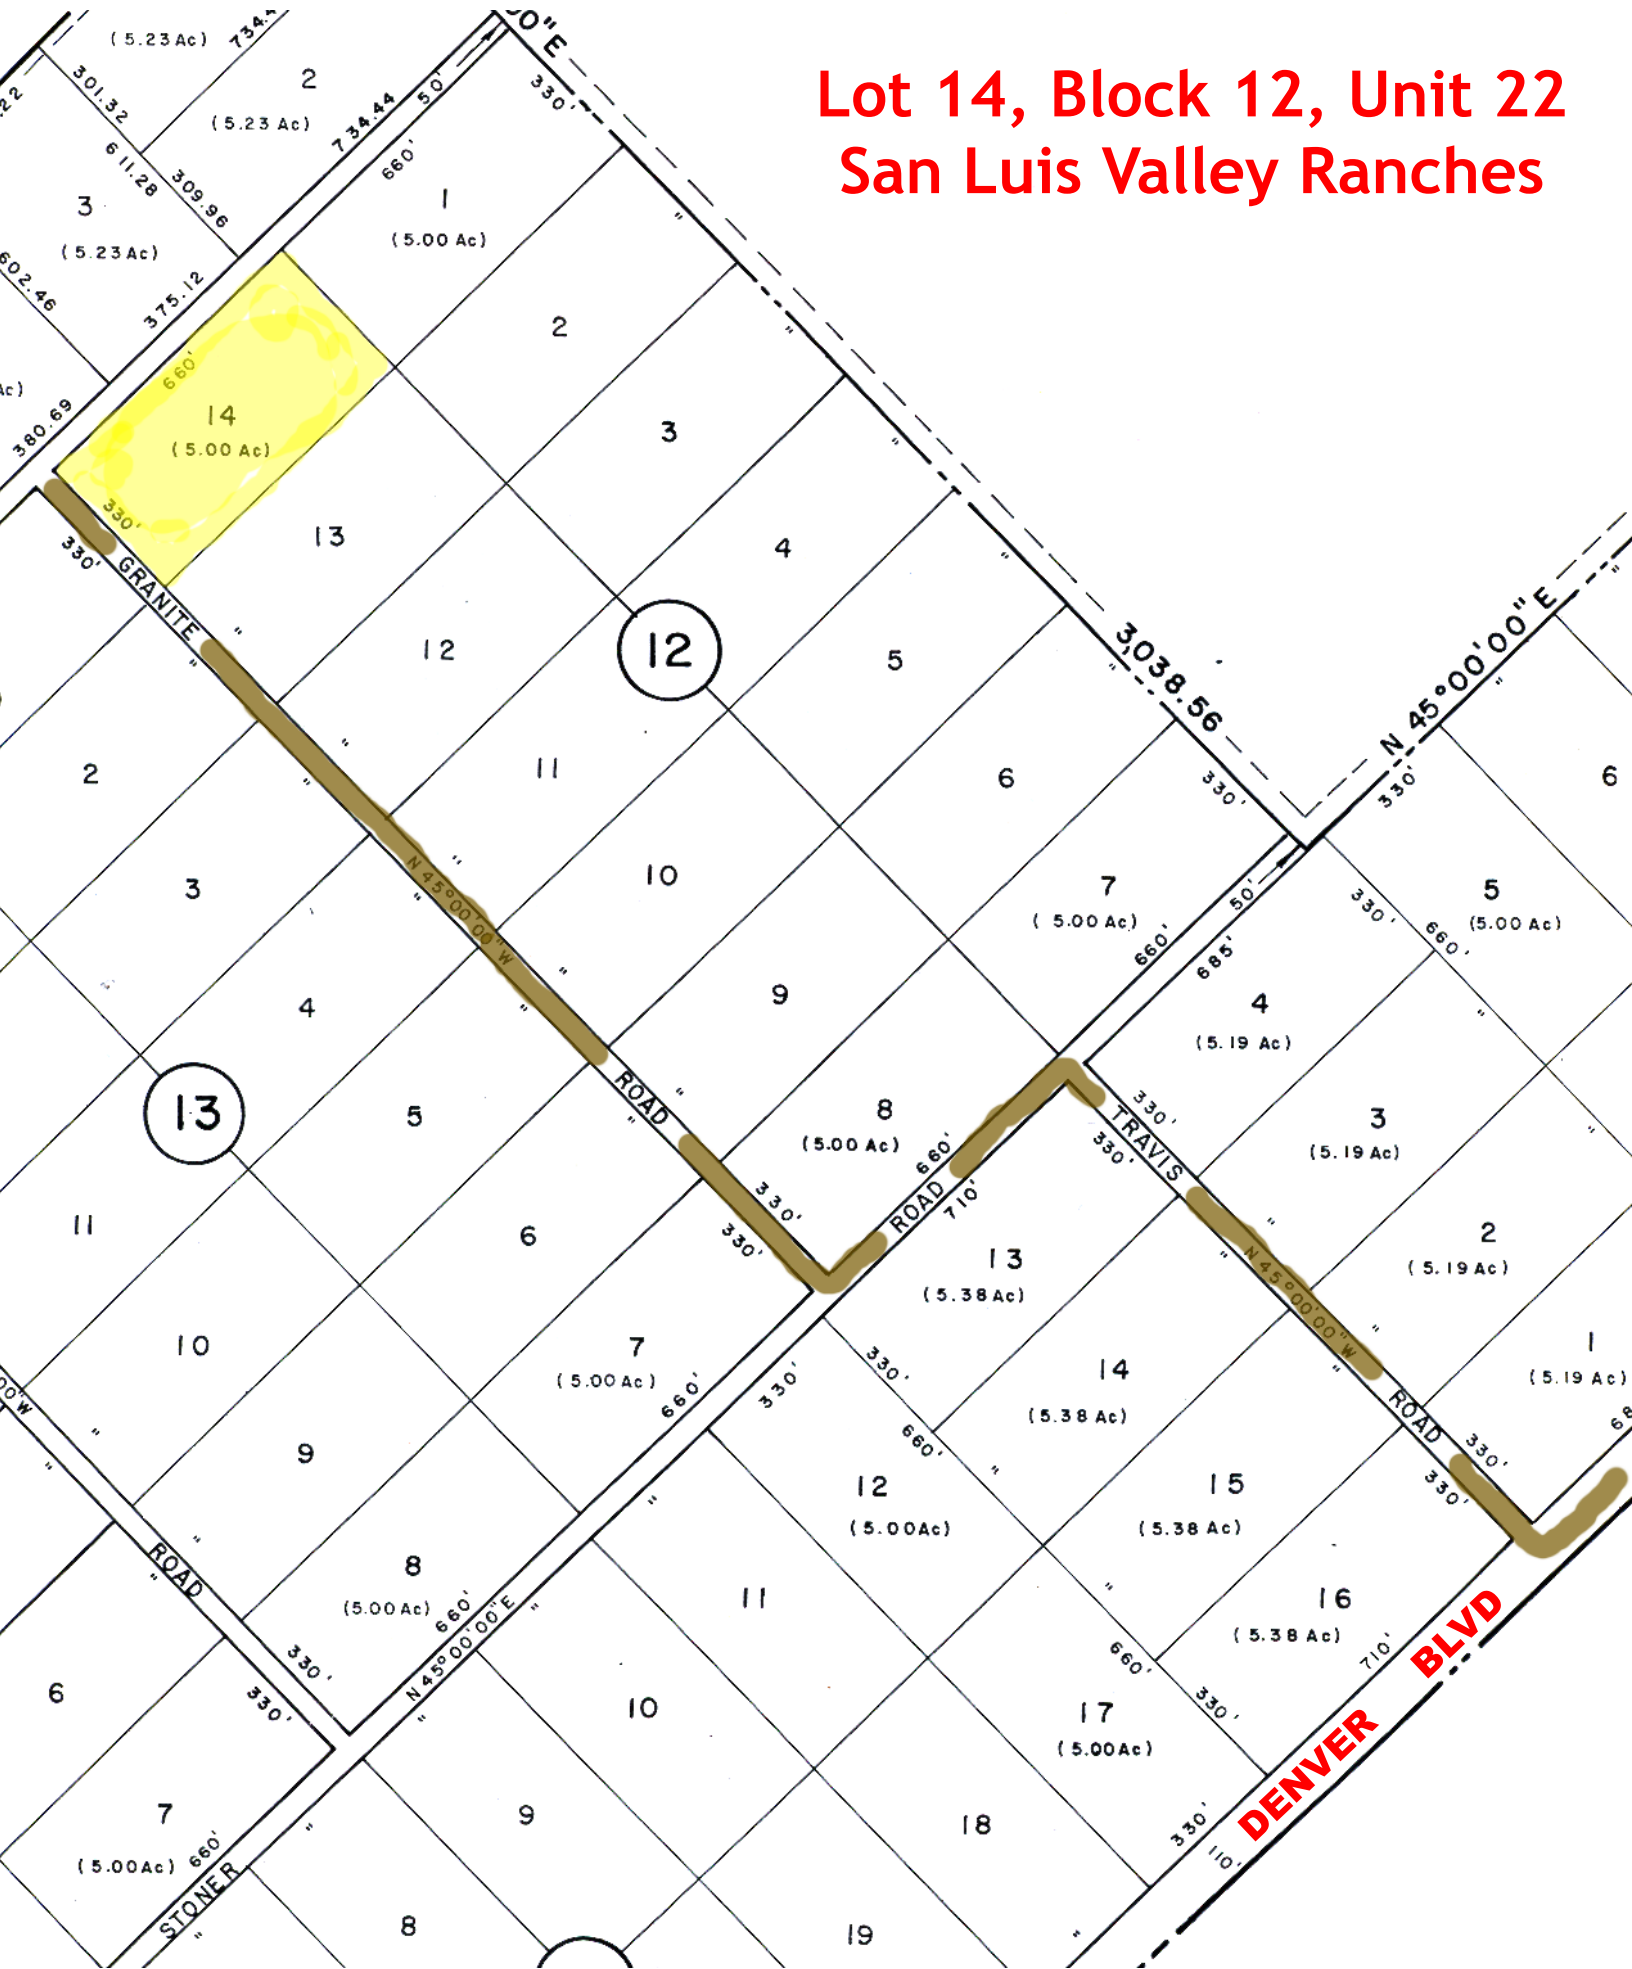 Lot 14, Block 12, Unit 22
San Luis Valley Ranches
00"E
(5.23 Ac)
734.4
301.32
2
(5.23 Ac)
50'
330'
734.44
660'
611.28
309.96
3
(5.23 Ac)
602.46
375.12
1
(5.00 Ac)
660'
14
(5.00 Ac)
330'
Ac)
380.69
330'
GRANITE
2
3
13
4
12
12
5
3,038.56
N 45°00'00" E
11
6
330'
330'
6
2
3
N 45°00'00" W
10
7
(5.00 Ac)
50'
660'
685'
330'
660'
5
(5.00 Ac)
4
9
4
(5.19 Ac)
13
5
ROAD
8
(5.00 Ac)
660'
330'
330'
TRAVIS
3
(5.19 Ac)
330'
330'
ROAD
710'
11
6
13
(5.38 Ac)
N 45°00'00" W
2
(5.19 Ac)
10
7
(5.00 Ac)
660'
330'
330'
660'
14
(5.38 Ac)
1
(5.19 Ac)
ROAD
330'
330'
00"W
9
12
(5.00 Ac)
15
(5.38 Ac)
ROAD
8
(5.00 Ac)
660'
N 45°00'00" E
330'
330'
11
16
(5.38 Ac)
710'
BLVD
660'
330'
6
10
17
(5.00 Ac)
DENVER
7
(5.00 Ac)
660'
9
18
330'
110'
STONER
8
19